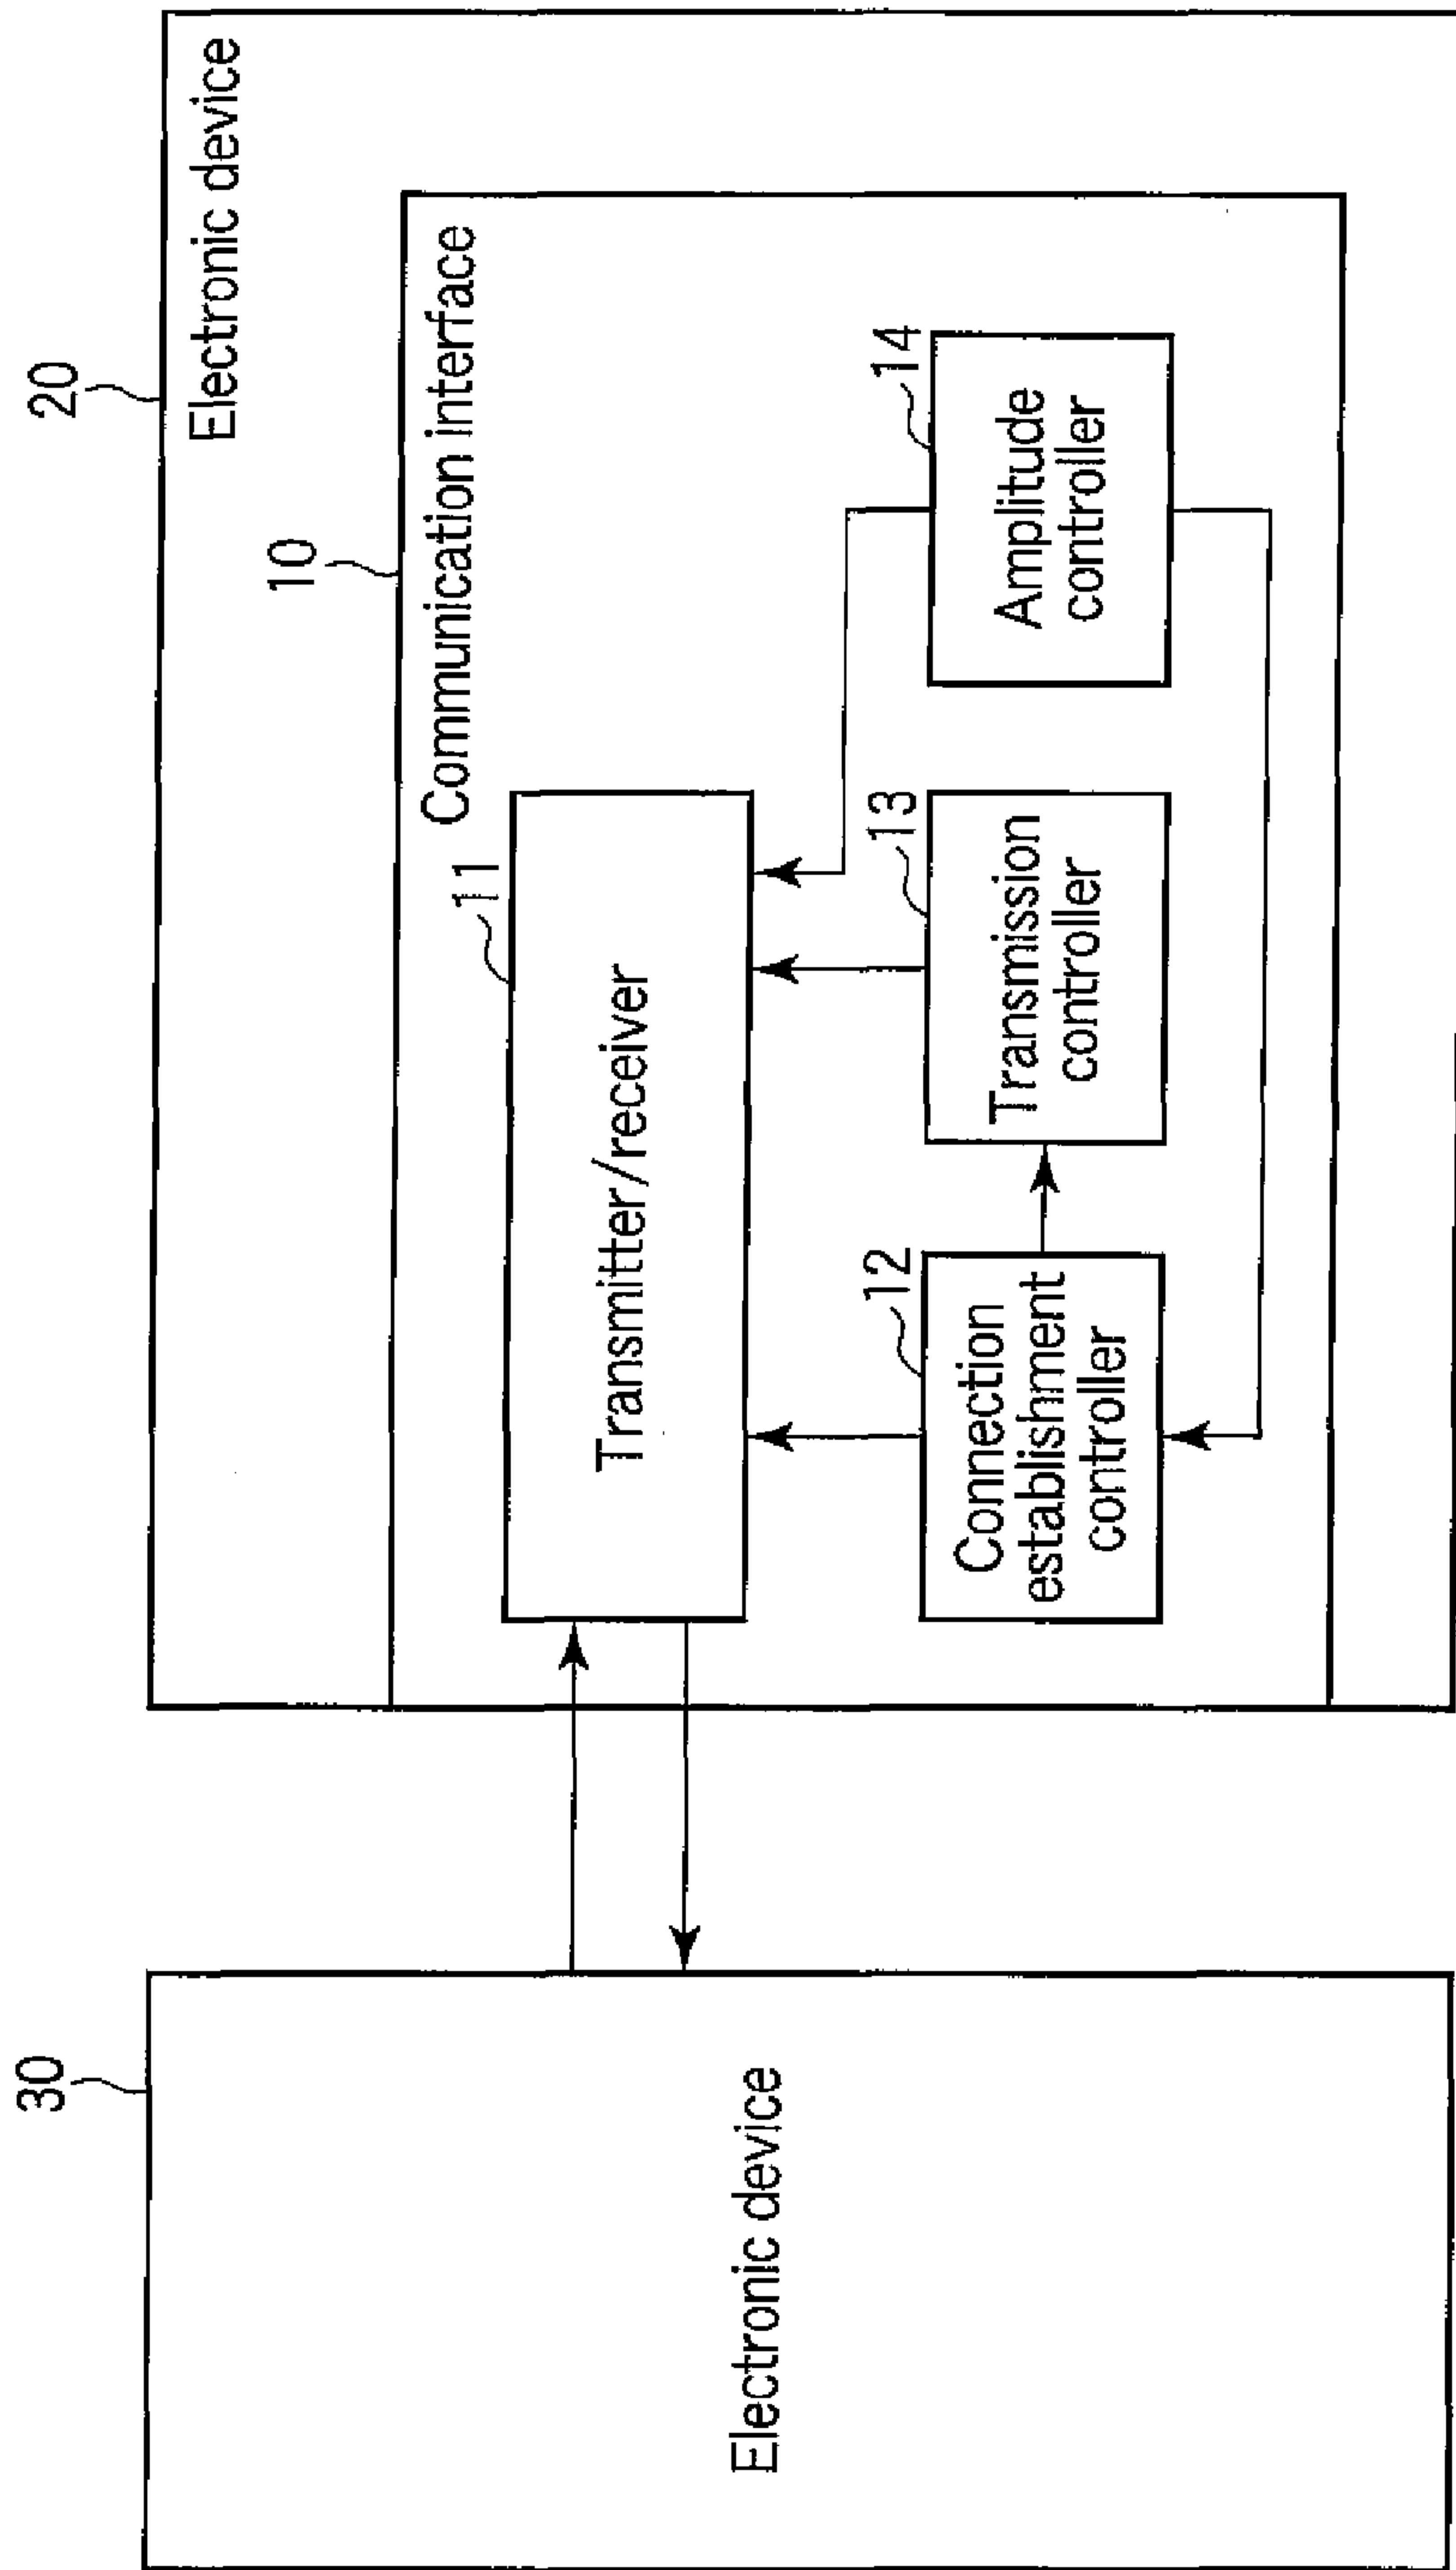 30
Electronic device
20
Electronic device
10
Communication interface
11
Transmitter/receiver
12
Connection
establishment
controller
13
Transmission
controller
14
Amplitude
controller